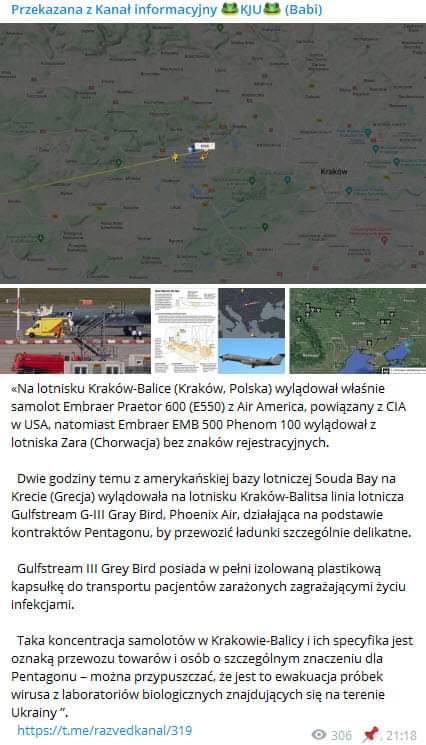 Przekazana z Kanał informacyjny 🐸KJU🐸 (Babi)
Kraków
«Na lotnisku Kraków-Balice (Kraków, Polska) wylądował właśnie
samolot Embraer Praetor 600 (E550) z Air America, powiązany z CIA
w USA, natomiast Embraer EMB 500 Phenom 100 wylądował z
lotniska Zara (Chorwacja) bez znaków rejestracyjnych.
Dwie godziny temu z amerykańskiej bazy lotniczej Souda Bay na
Krecie (Grecja) wylądowała na lotnisku Kraków-Balitsa linia lotnicza
Gulfstream G-III Gray Bird, Phoenix Air, działająca na podstawie
kontraktów Pentagonu, by przewozić ładunki szczególnie delikatne.
Gulfstream III Grey Bird posiada w pełni izolowaną plastikową
kapsułkę do transportu pacjentów zarażonych zagrażającymi życiu
infekcjami.
Taka koncentracja samolotów w Krakowie-Balicy i ich specyfika jest
oznaką przewozu towarów i osób o szczególnym znaczeniu dla
Pentagonu – można przypuszczać, że jest to ewakuacja próbek
wirusa z laboratoriów biologicznych znajdujących się na terenie
Ukrainy ”.
https://t.me/razvedkanal/319
306 📌, 21:18